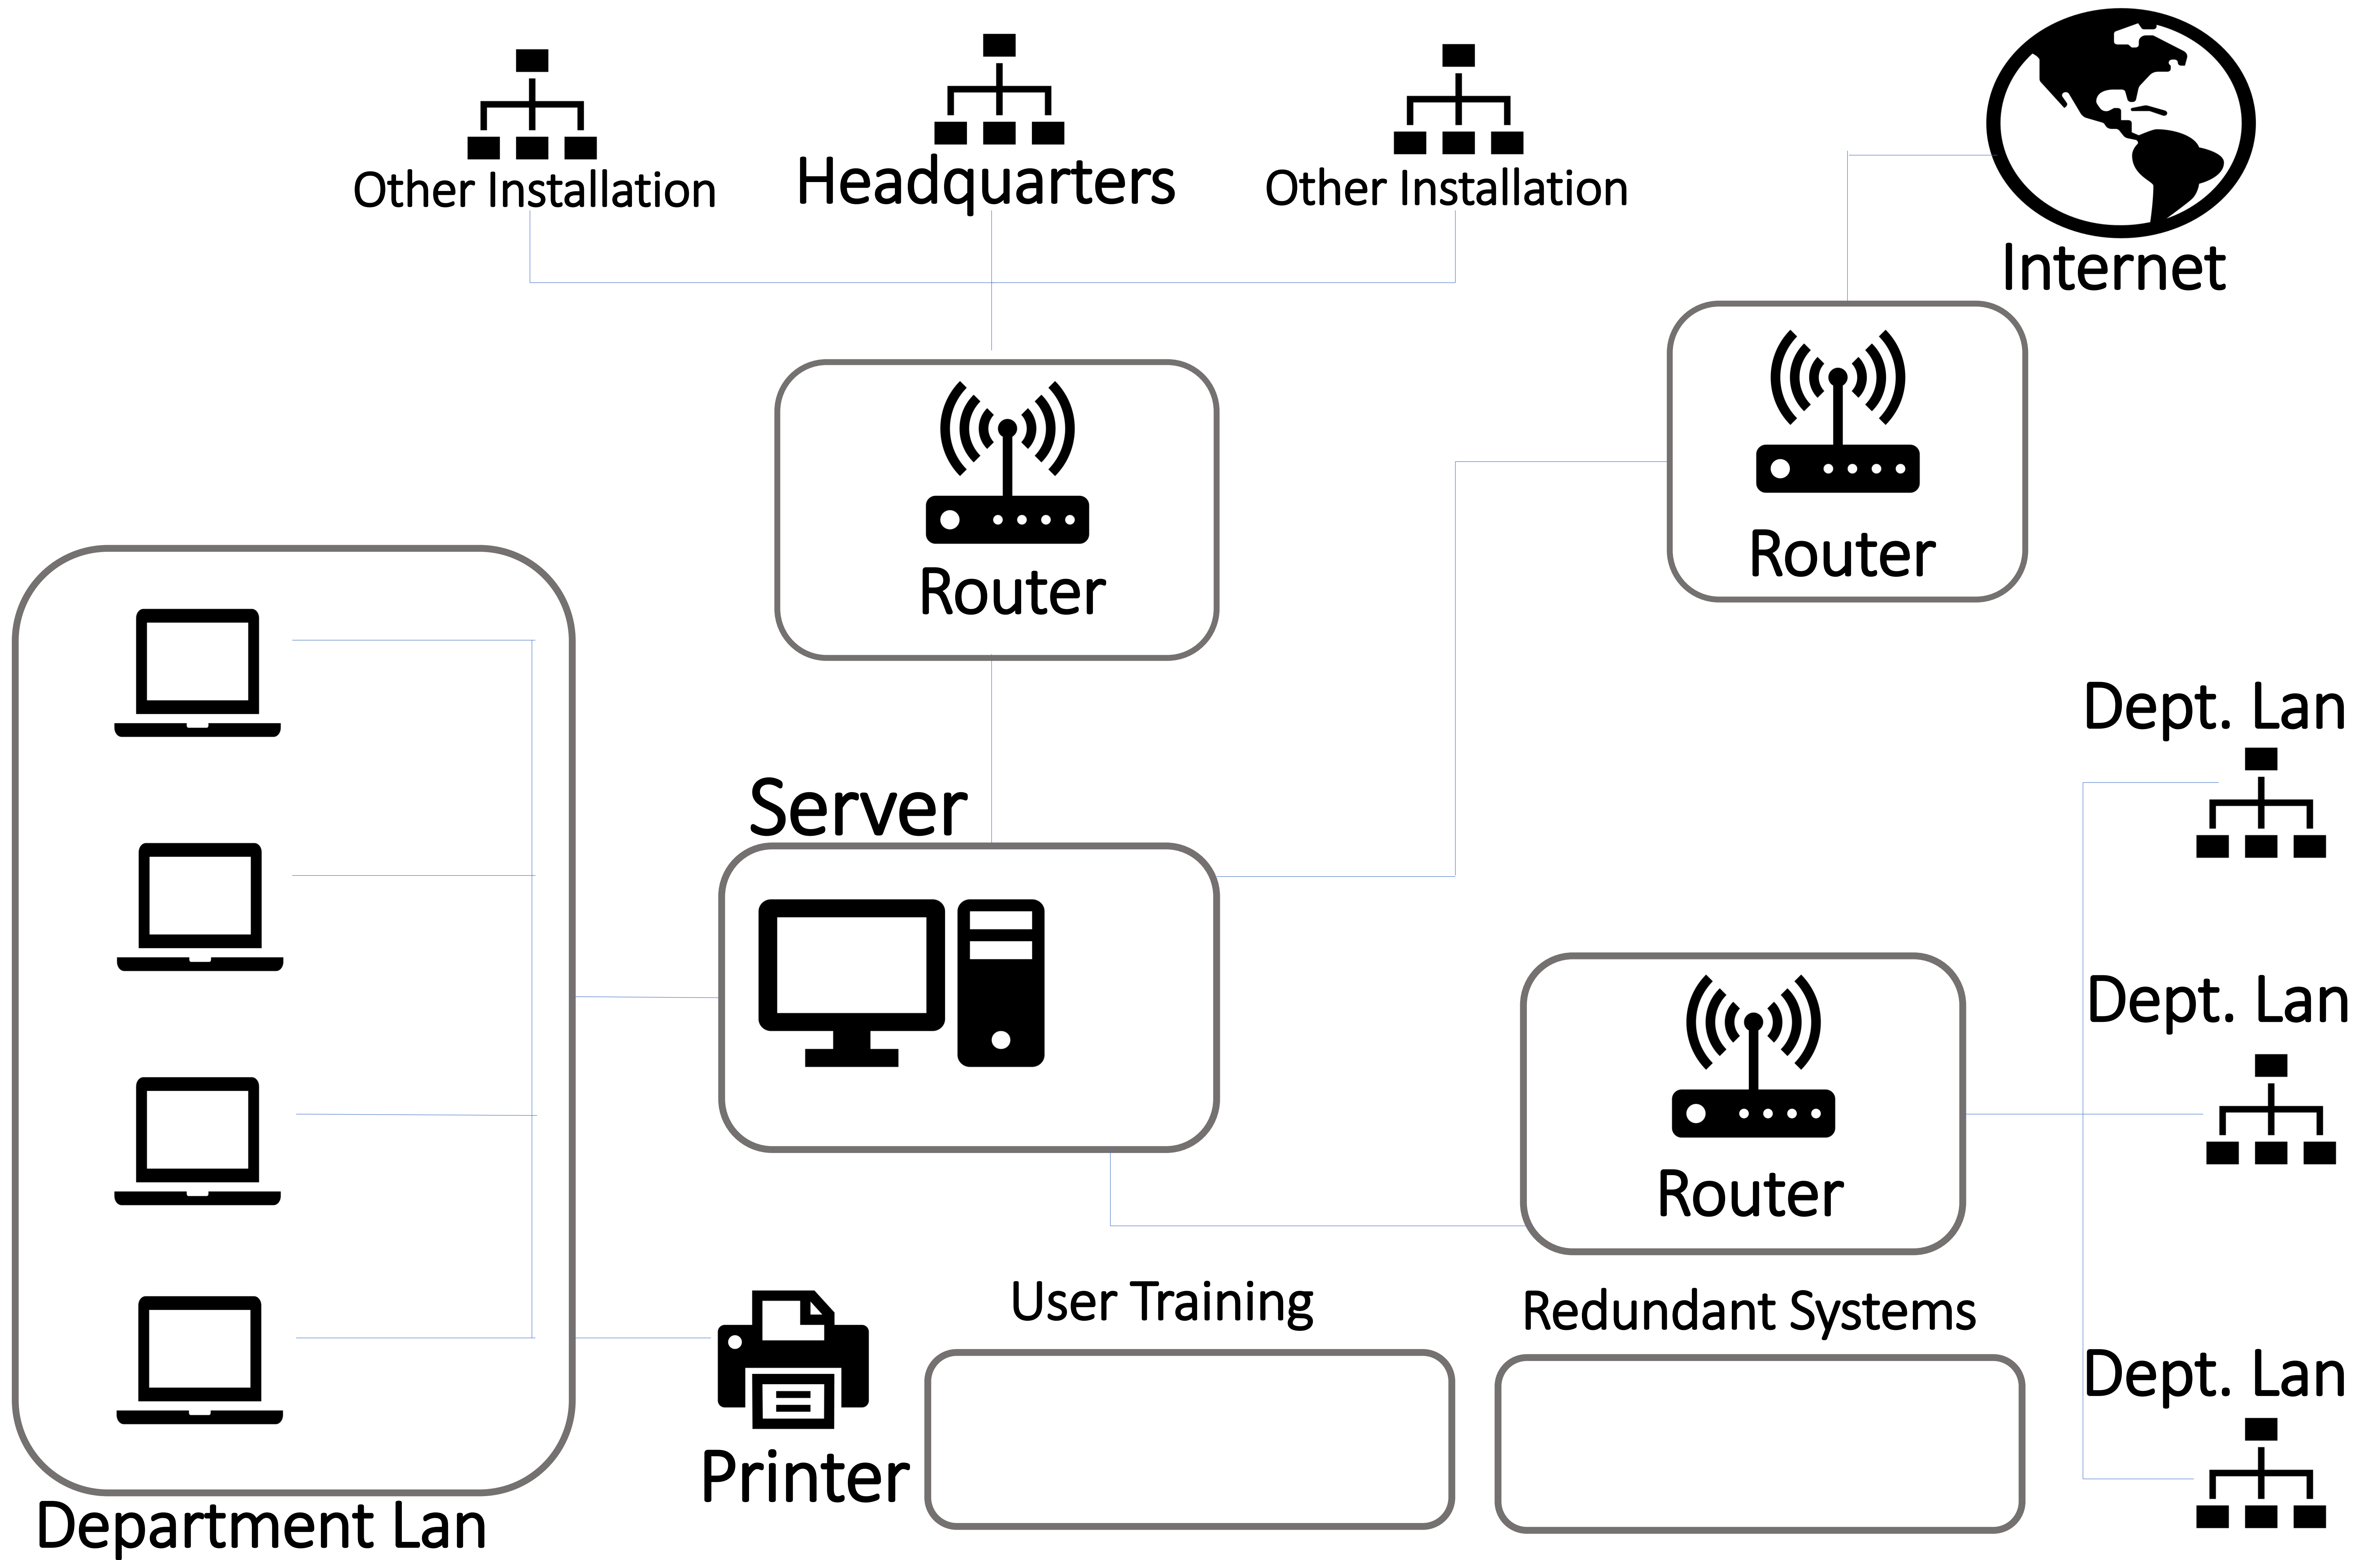 Other Installation
Headquarters
Other Installation
Internet
Router
Router
Dept. Lan
Server
Dept. Lan
Router
User Training
Redundant Systems
Dept. Lan
Printer
Department Lan